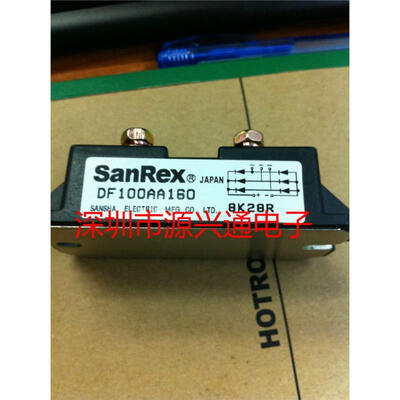 SanRex® JAPAN
DF100AA160
SANSHA ELECTRIC MFG. CO., LTD. 8K28R
深圳市源兴通电子
HOTRO